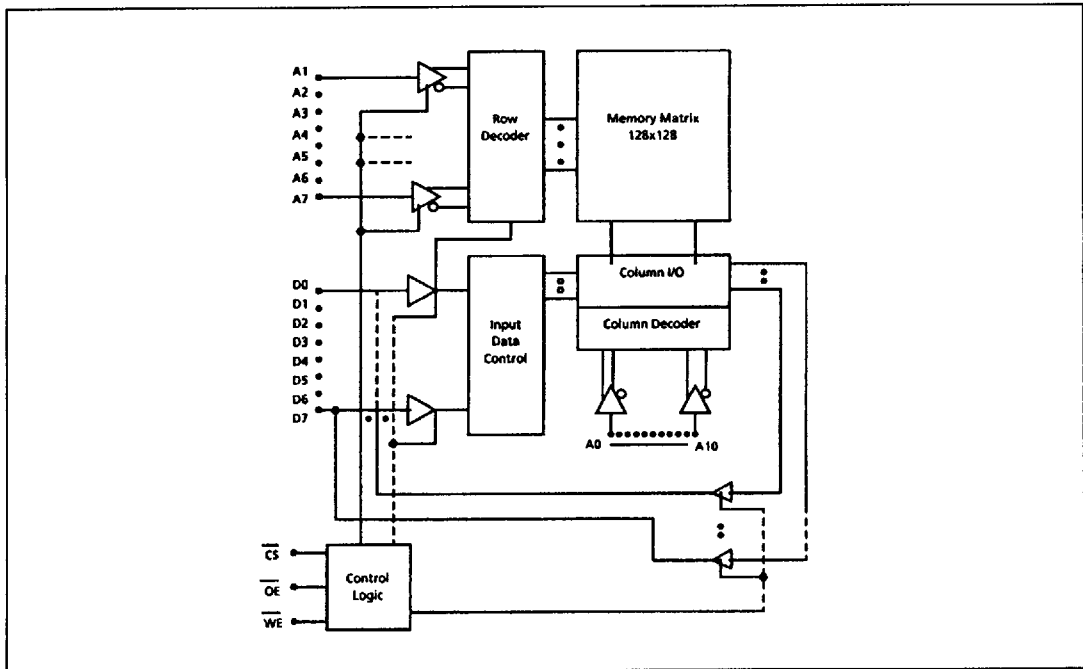 A1
A2
A3
A4
A5
A6
A7
Row
Decoder
Memory Matrix
128x128
D0
D1
D2
D3
D4
D5
D6
D7
Input
Data
Control
Column I/O
Column Decoder
A0
A10
CS
OE
WE
Control
Logic